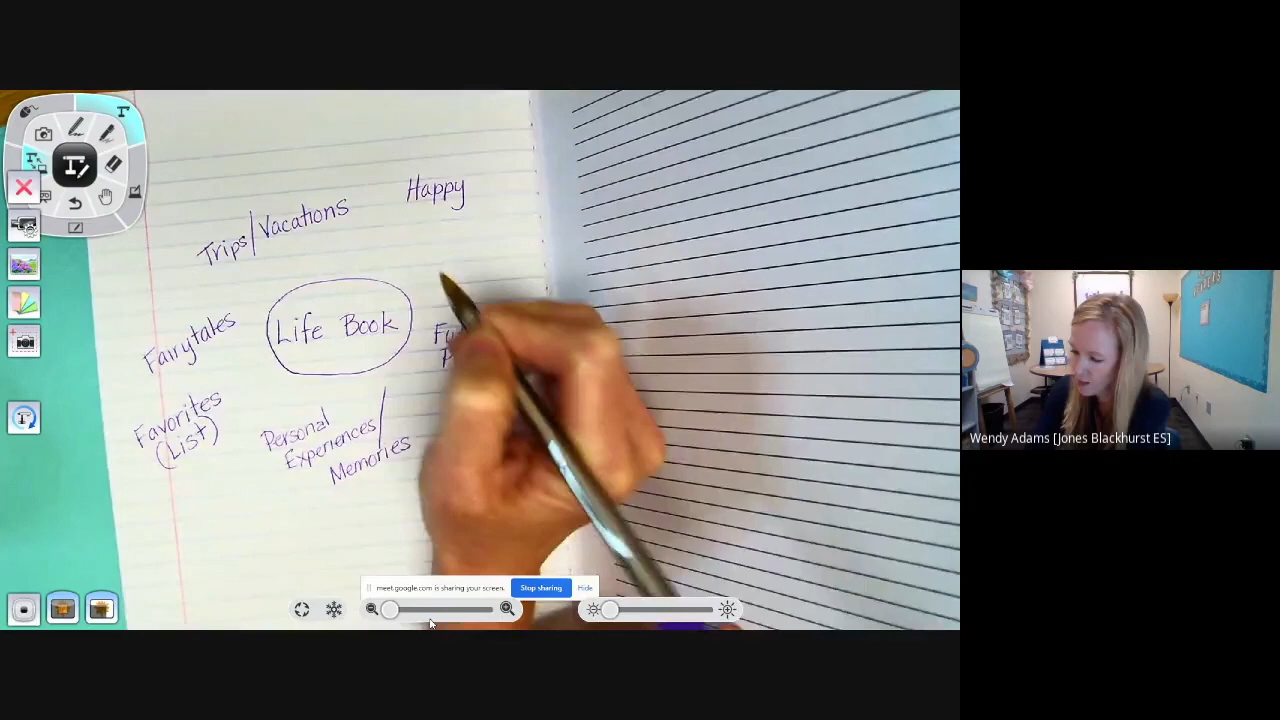 Happy
Trips/Vacations
Life Book
Fairytales
Favorites
(List)
Personal
Experiences/
Memories
Wendy Adams [Jones Blackhurst ES]
meet.google.com is sharing your screen.
Stop sharing
Hide